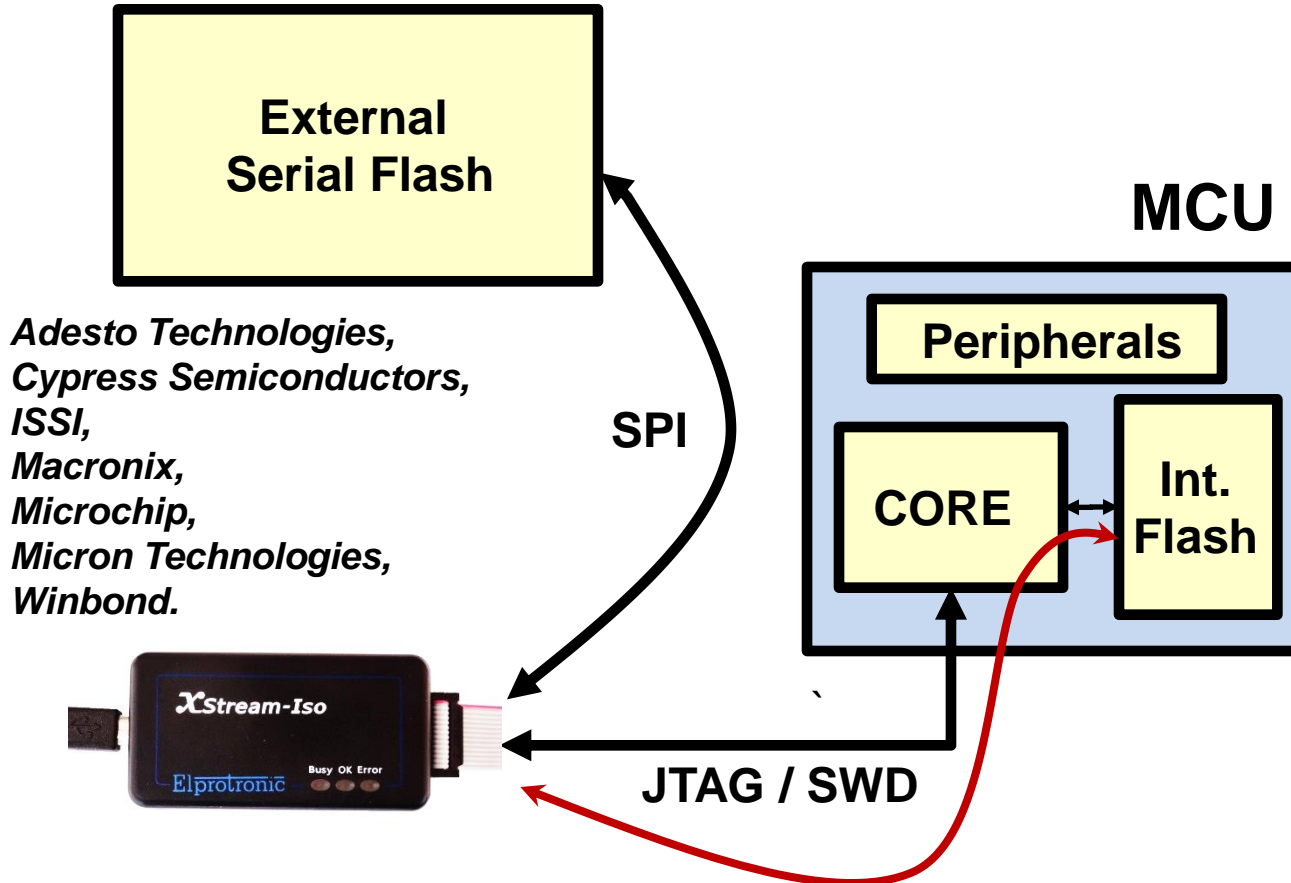 External
Serial Flash
MCU
Adesto Technologies,
Cypress Semiconductors,
ISSI,
Macronix,
Microchip,
Micron Technologies,
Winbond.
SPI
Peripherals
CORE
Int.
Flash
XStream-Iso
Busy OK Error
Elprotronic
`
JTAG / SWD